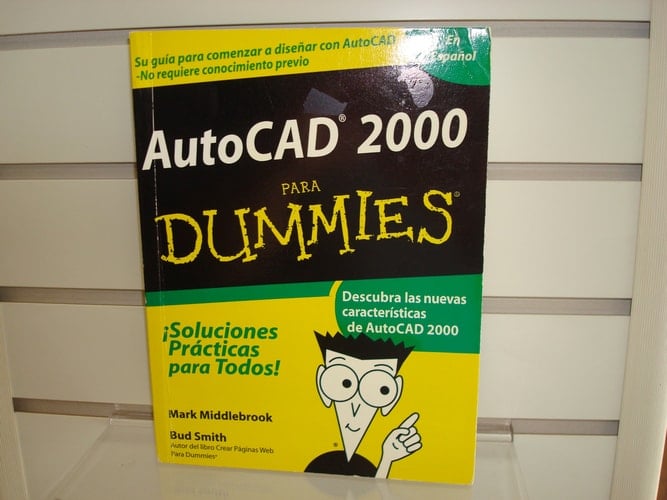 Su guía para comenzar a diseñar con AutoCAD
-No requiere conocimiento previo
En
Español
AutoCAD® 2000
PARA
DUMMIES®
Descubra las nuevas
características
de AutoCAD 2000
¡Soluciones
Prácticas
para Todos!
Mark Middlebrook
Bud Smith
Autor del libro Crear Páginas Web
Para Dummies®
®